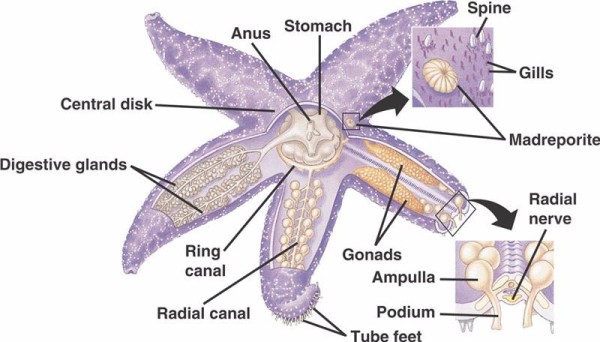 Spine
Stomach
Anus
Gills
Central disk
Madreporite
Digestive glands
Radial
nerve
Ring
canal
Gonads
Ampulla
Radial canal
Podium
Tube feet